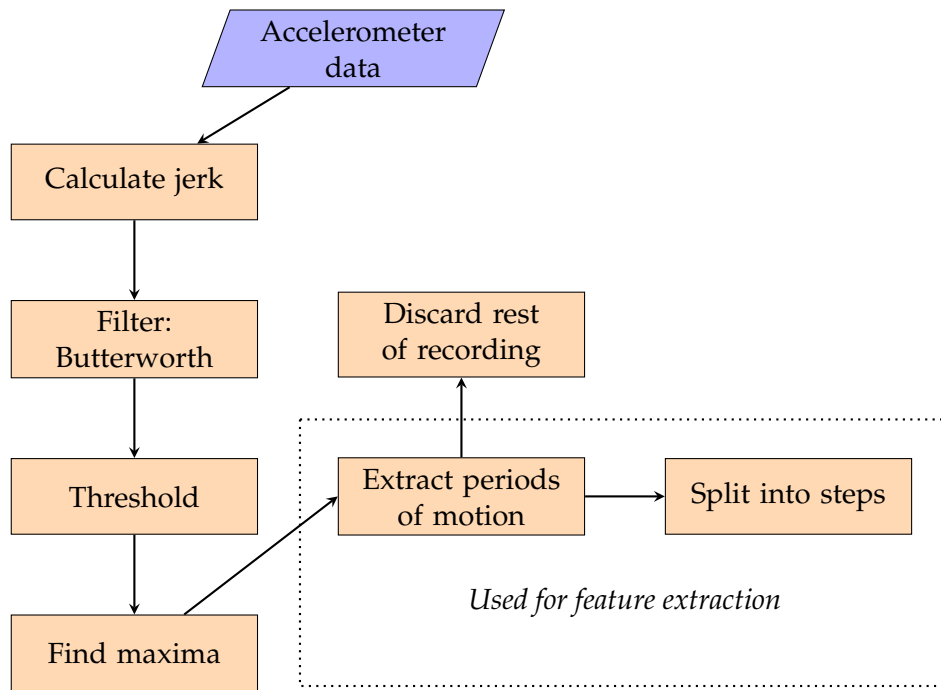 Accelerometer
data
Calculate jerk
Filter:
Butterworth
Discard rest
of recording
Threshold
Extract periods
of motion
Split into steps
Used for feature extraction
Find maxima